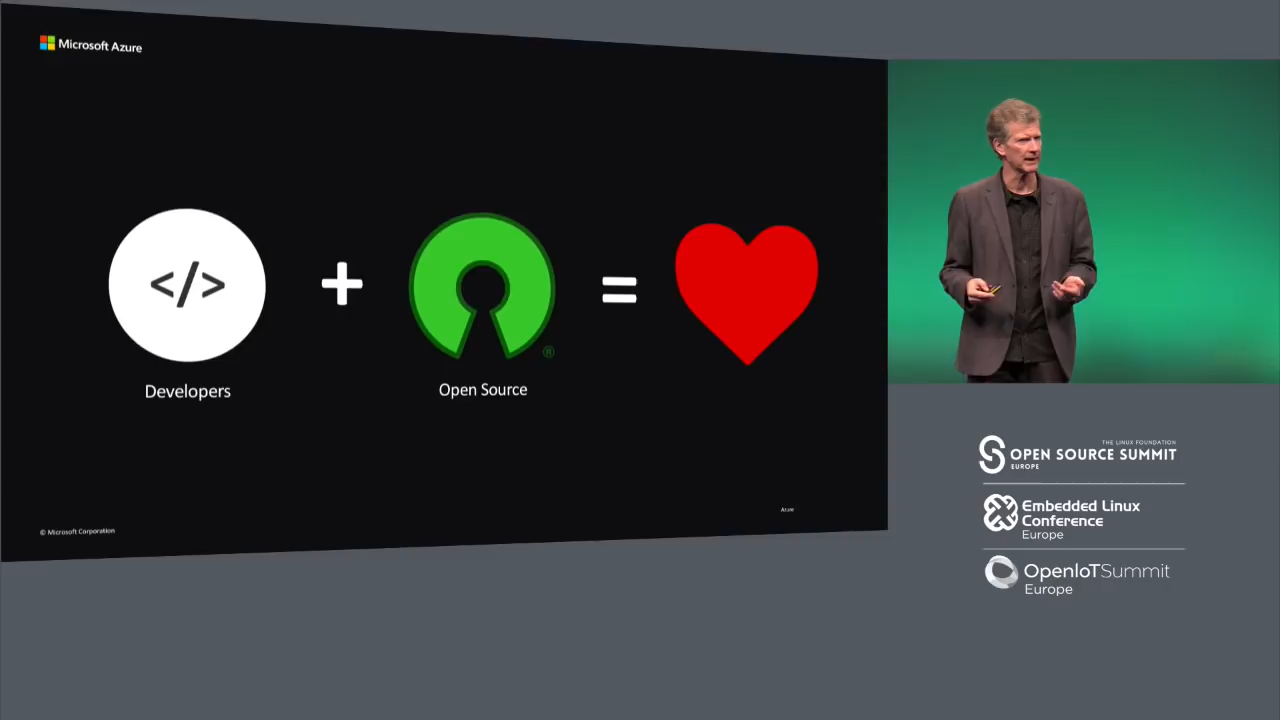 Microsoft Azure
</>
+
=
®
Developers
Open Source
Azure
© Microsoft Corporation
THE LINUX FOUNDATION
OPEN SOURCE SUMMIT
EUROPE
Embedded Linux
Conference
Europe
OpenIoTSummit
Europe